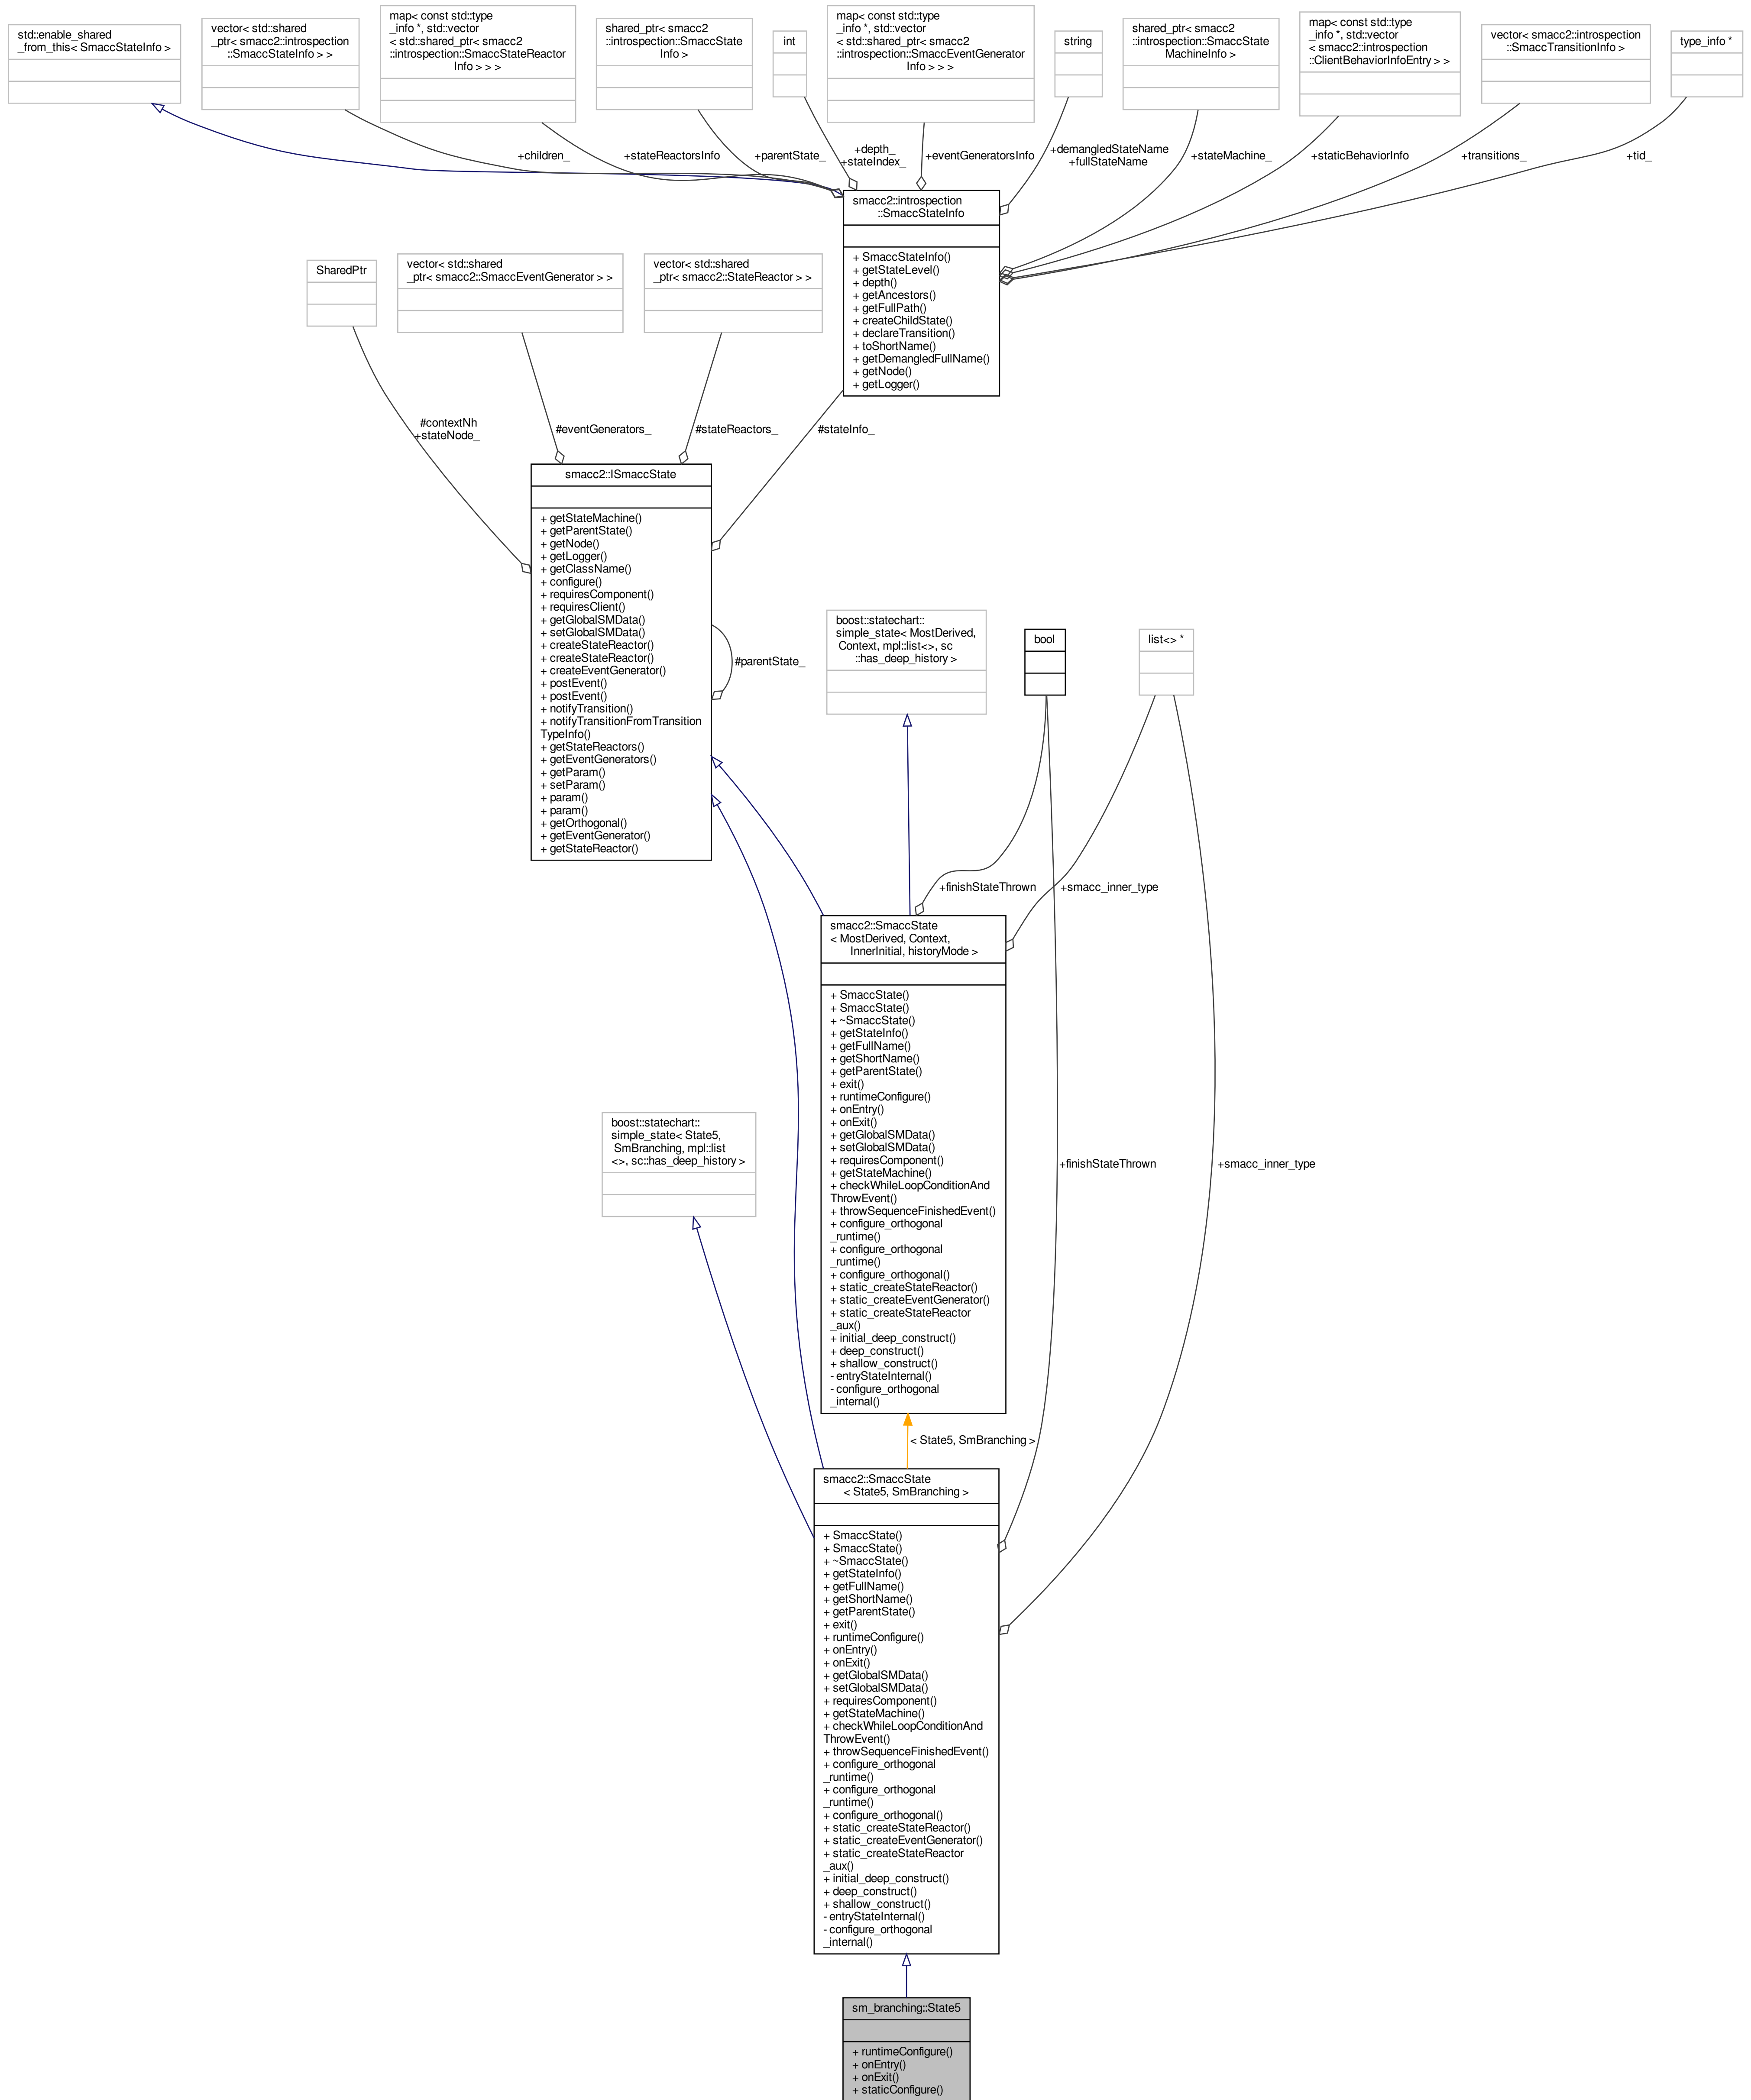 std::enable_shared
_from_this< SmaccStateInfo >
vector< std::shared
_ptr< smacc2::introspection
::SmaccStateInfo > >
map< const std::type
_info *, std::vector
< std::shared_ptr< smacc2
::introspection::SmaccStateReactor
Info > > >
shared_ptr< smacc2
::introspection::SmaccState
Info >
int
map< const std::type
_info *, std::vector
< std::shared_ptr< smacc2
::introspection::SmaccEventGenerator
Info > > >
string
shared_ptr< smacc2
::introspection::SmaccState
MachineInfo >
map< const std::type
_info *, std::vector
< smacc2::introspection
::ClientBehaviorInfoEntry > >
vector< smacc2::introspection
::SmaccTransitionInfo >
type_info *
+children_
+stateReactorsInfo
+parentState_
+depth_
+stateIndex_
+eventGeneratorsInfo
+demangledStateName
+fullStateName
+stateMachine_
+staticBehaviorInfo
+transitions_
+tid_
smacc2::introspection
::SmaccStateInfo
+ SmaccStateInfo()
+ getStateLevel()
+ depth()
+ getAncestors()
+ getFullPath()
+ createChildState()
+ declareTransition()
+ toShortName()
+ getDemangledFullName()
+ getNode()
+ getLogger()
SharedPtr
vector< std::shared
_ptr< smacc2::SmaccEventGenerator > >
vector< std::shared
_ptr< smacc2::StateReactor > >
#contextNh
+stateNode_
#eventGenerators_
#stateReactors_
#stateInfo_
smacc2::ISmaccState
+ getStateMachine()
+ getParentState()
+ getNode()
+ getLogger()
+ getClassName()
+ configure()
+ requiresComponent()
+ requiresClient()
+ getGlobalSMData()
+ setGlobalSMData()
+ createStateReactor()
+ createStateReactor()
+ createEventGenerator()
+ postEvent()
+ postEvent()
+ notifyTransition()
+ notifyTransitionFromTransition
TypeInfo()
+ getStateReactors()
+ getEventGenerators()
+ getParam()
+ setParam()
+ param()
+ param()
+ getOrthogonal()
+ getEventGenerator()
+ getStateReactor()
#parentState_
boost::statechart::
simple_state< MostDerived,
Context, mpl::list<>, sc
::has_deep_history >
bool
list<> *
+finishStateThrown
+smacc_inner_type
smacc2::SmaccState
< MostDerived, Context,
InnerInitial, historyMode >
+ SmaccState()
+ SmaccState()
+ ~SmaccState()
+ getStateInfo()
+ getFullName()
+ getShortName()
+ getParentState()
+ exit()
+ runtimeConfigure()
+ onEntry()
+ onExit()
+ getGlobalSMData()
+ setGlobalSMData()
+ requiresComponent()
+ getStateMachine()
+ checkWhileLoopConditionAnd
ThrowEvent()
+ throwSequenceFinishedEvent()
+ configure_orthogonal
_runtime()
+ configure_orthogonal
_runtime()
+ configure_orthogonal()
+ static_createStateReactor()
+ static_createEventGenerator()
+ static_createStateReactor
_aux()
+ initial_deep_construct()
+ deep_construct()
+ shallow_construct()
- entryStateInternal()
- configure_orthogonal
_internal()
boost::statechart::
simple_state< State5,
SmBranching, mpl::list
<>, sc::has_deep_history >
+finishStateThrown
+smacc_inner_type
< State5, SmBranching >
smacc2::SmaccState
< State5, SmBranching >
+ SmaccState()
+ SmaccState()
+ ~SmaccState()
+ getStateInfo()
+ getFullName()
+ getShortName()
+ getParentState()
+ exit()
+ runtimeConfigure()
+ onEntry()
+ onExit()
+ getGlobalSMData()
+ setGlobalSMData()
+ requiresComponent()
+ getStateMachine()
+ checkWhileLoopConditionAnd
ThrowEvent()
+ throwSequenceFinishedEvent()
+ configure_orthogonal
_runtime()
+ configure_orthogonal
_runtime()
+ configure_orthogonal()
+ static_createStateReactor()
+ static_createEventGenerator()
+ static_createStateReactor
_aux()
+ initial_deep_construct()
+ deep_construct()
+ shallow_construct()
- entryStateInternal()
- configure_orthogonal
_internal()
sm_branching::State5
+ runtimeConfigure()
+ onEntry()
+ onExit()
+ staticConfigure()